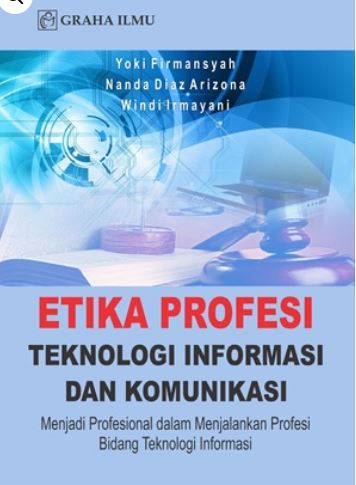 GRAHA ILMU
Yoki Firmansyah
Nanda Diaz Arizona
Windi Irmayani
ETIKA PROFESI
TEKNOLOGI INFORMASI
DAN KOMUNIKASI
Menjadi Profesional dalam Menjalankan Profesi
Bidang Teknologi Informasi